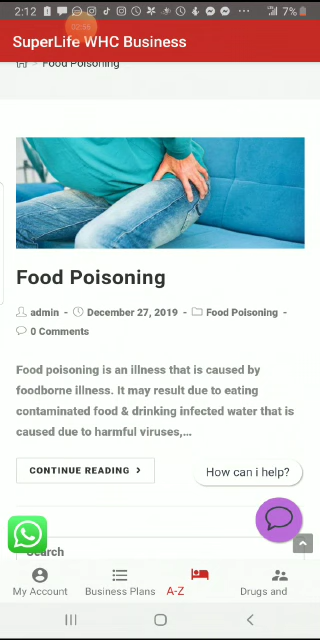 2:12
7%
02:56
SuperLife WHC Business
> Food Poisoning
Food Poisoning
admin - December 27, 2019 - Food Poisoning -
0 Comments
Food poisoning is an illness that is caused by
foodborne illness. It may result due to eating
contaminated food & drinking infected water that is
caused due to harmful viruses,...
CONTINUE READING >
How can i help?
Search
My Account
Business Plans
A-Z
Drugs and